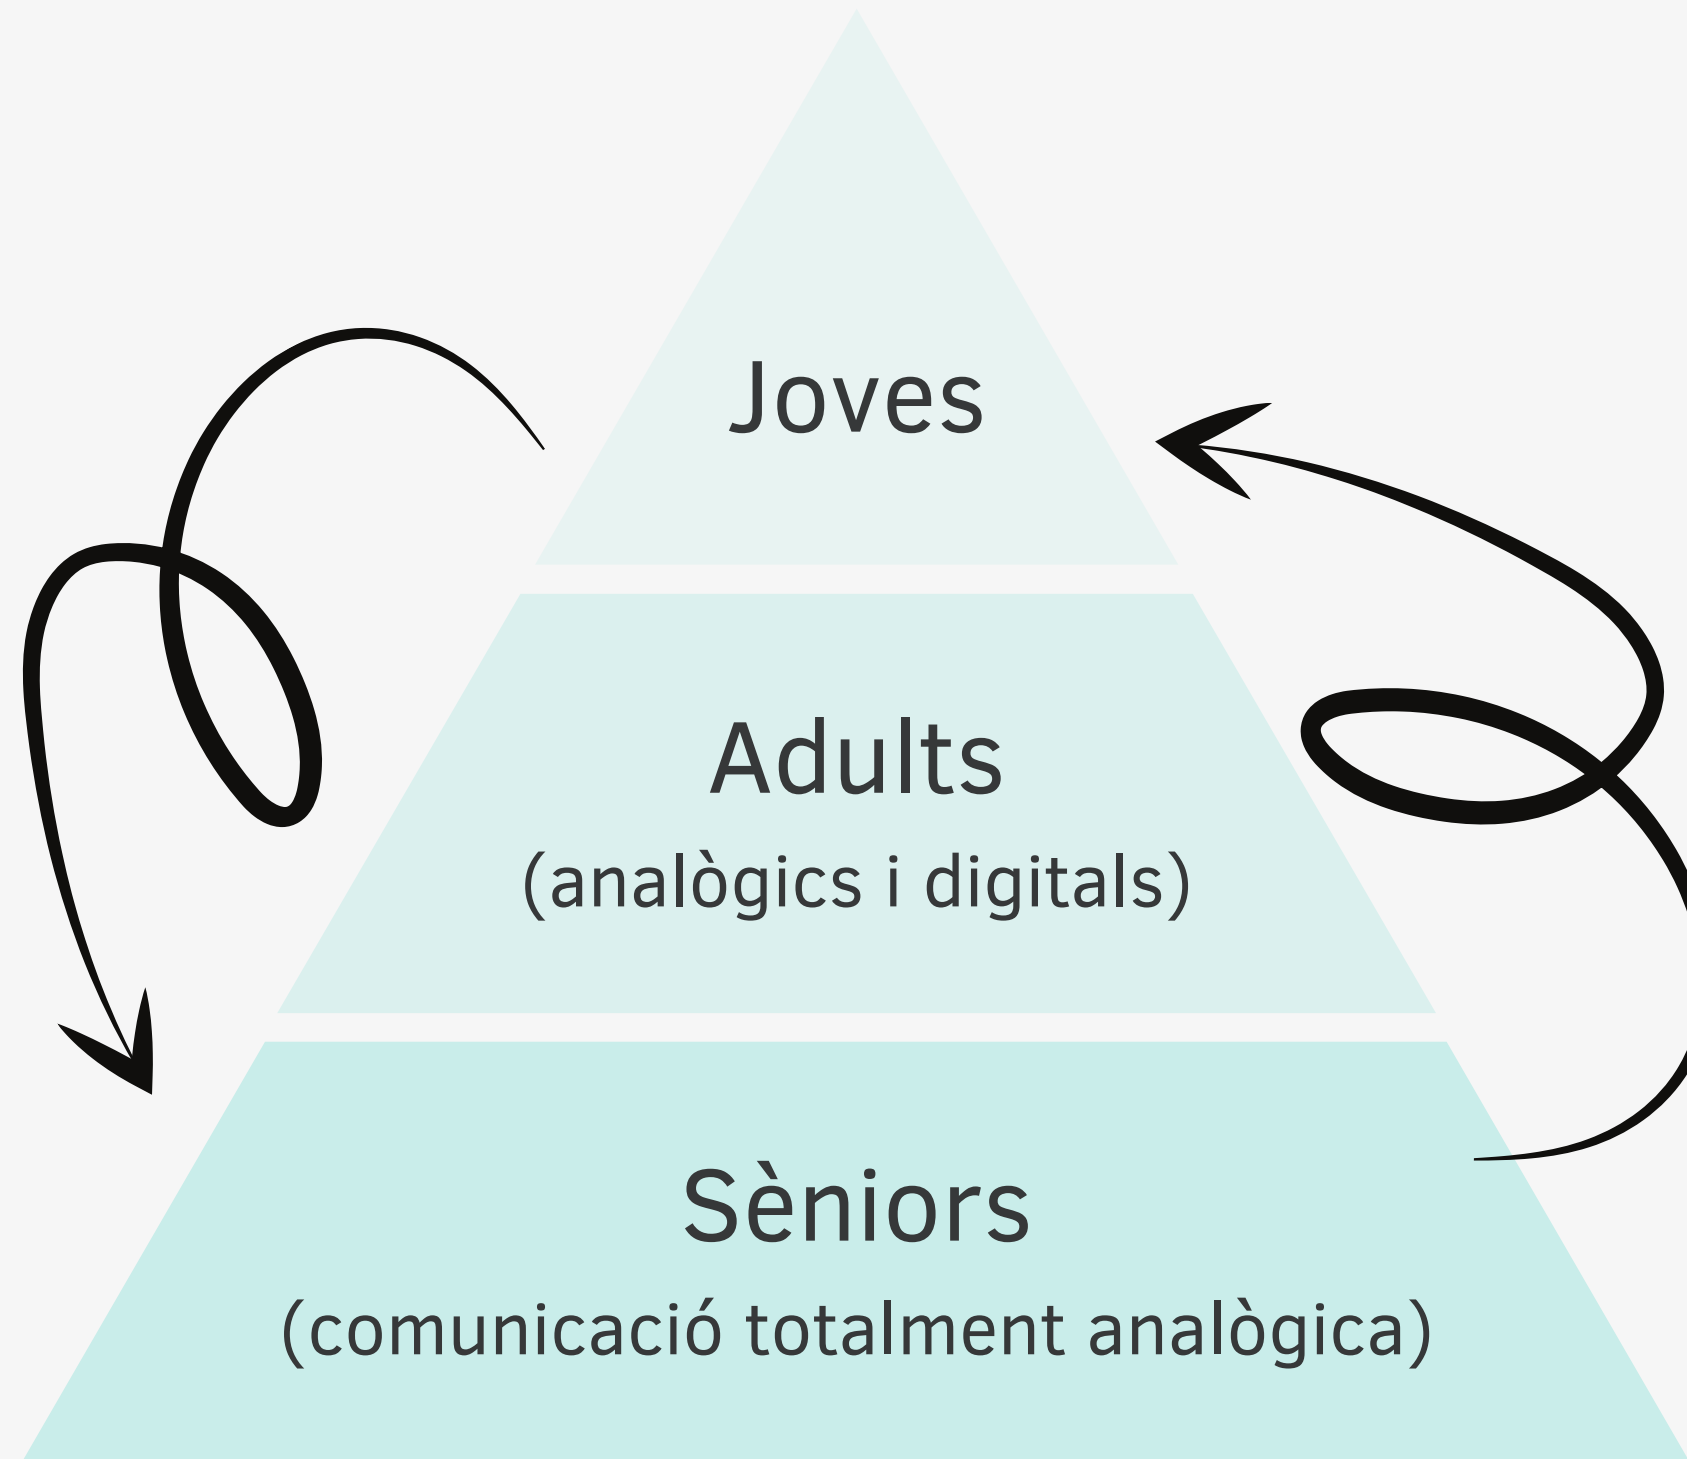 Joves
Adults
(analògics i digitals)
Sèniors
(comunicació totalment analògica)